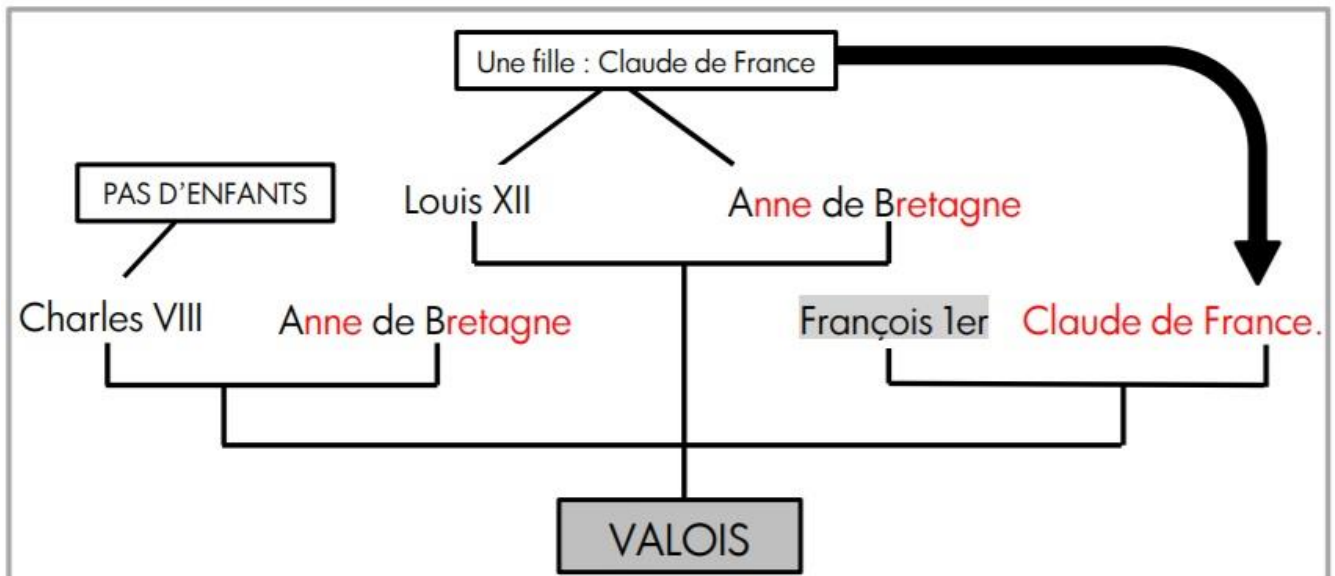 Une fille : Claude de France
PAS D'ENFANTS
Louis XII
Anne de Bretagne
Charles VIII
Anne de Bretagne
François 1er
Claude de France.
VALOIS